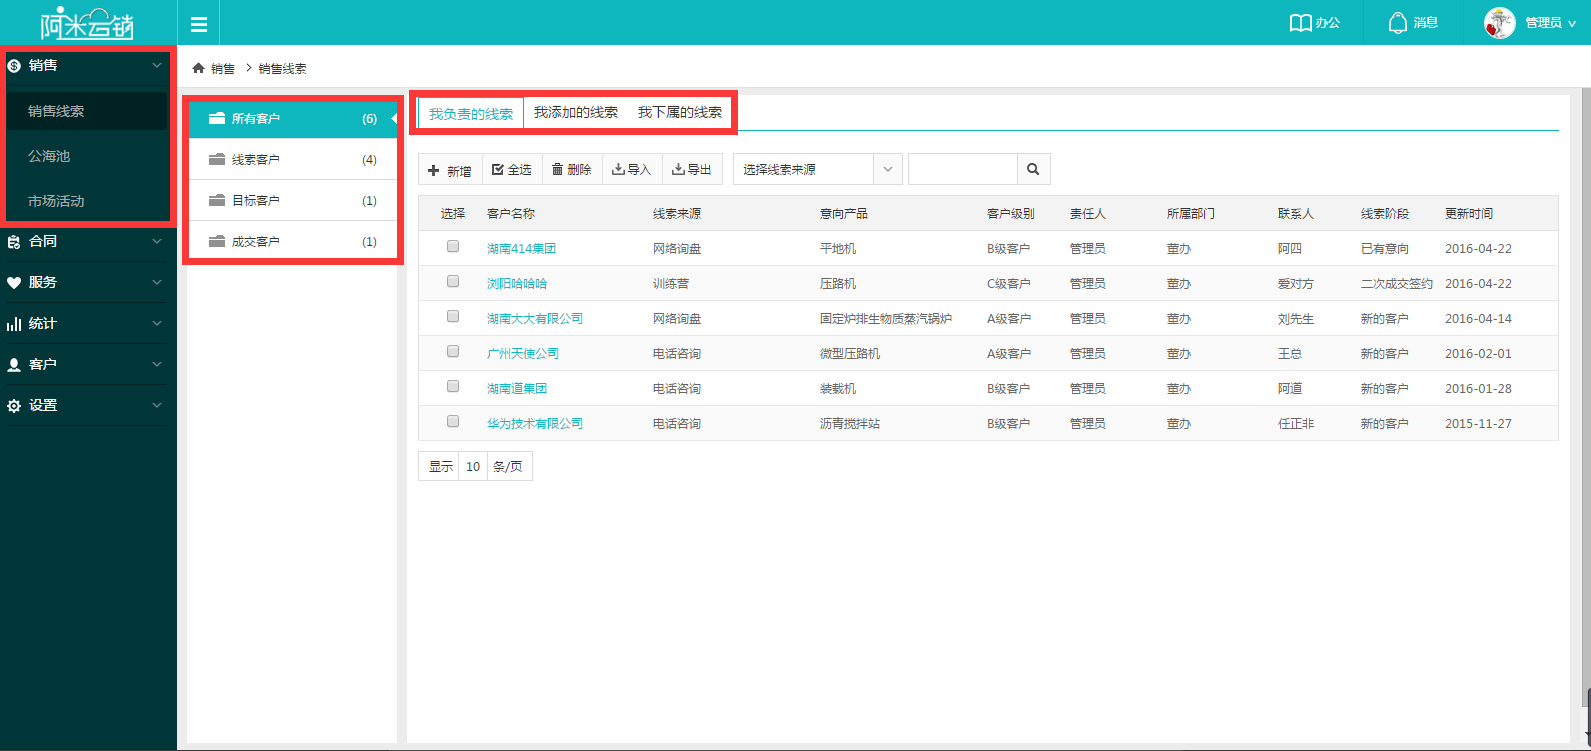 阿米云销
办公
消息
管理员
销售
销售线索
公海池
市场活动
合同
服务
统计
客户
设置
销售 > 销售线索
所有客户 (6)
线索客户 (4)
目标客户 (1)
成交客户 (1)
我负责的线索 我添加的线索 我下属的线索
新增 全选 删除 导入 导出 选择线索来源
选择 客户名称 线索来源 意向产品 客户级别 责任人 所属部门 联系人 线索阶段 更新时间
湖南414集团 网络询盘 平地机 B级客户 管理员 董办 阿四 已有意向 2016-04-22
浏阳哈哈哈 训练营 压路机 C级客户 管理员 董办 爱对方 二次成交签约 2016-04-22
湖南大大有限公司 网络询盘 固定炉排生物质蒸汽锅炉 A级客户 管理员 董办 刘先生 新的客户 2016-04-14
广州天使公司 电话咨询 微型压路机 A级客户 管理员 董办 王总 新的客户 2016-02-01
湖南道集团 电话咨询 装载机 B级客户 管理员 董办 阿道 新的客户 2016-01-28
华为技术有限公司 电话咨询 沥青搅拌站 B级客户 管理员 董办 任正非 新的客户 2015-11-27
显示 10 条/页